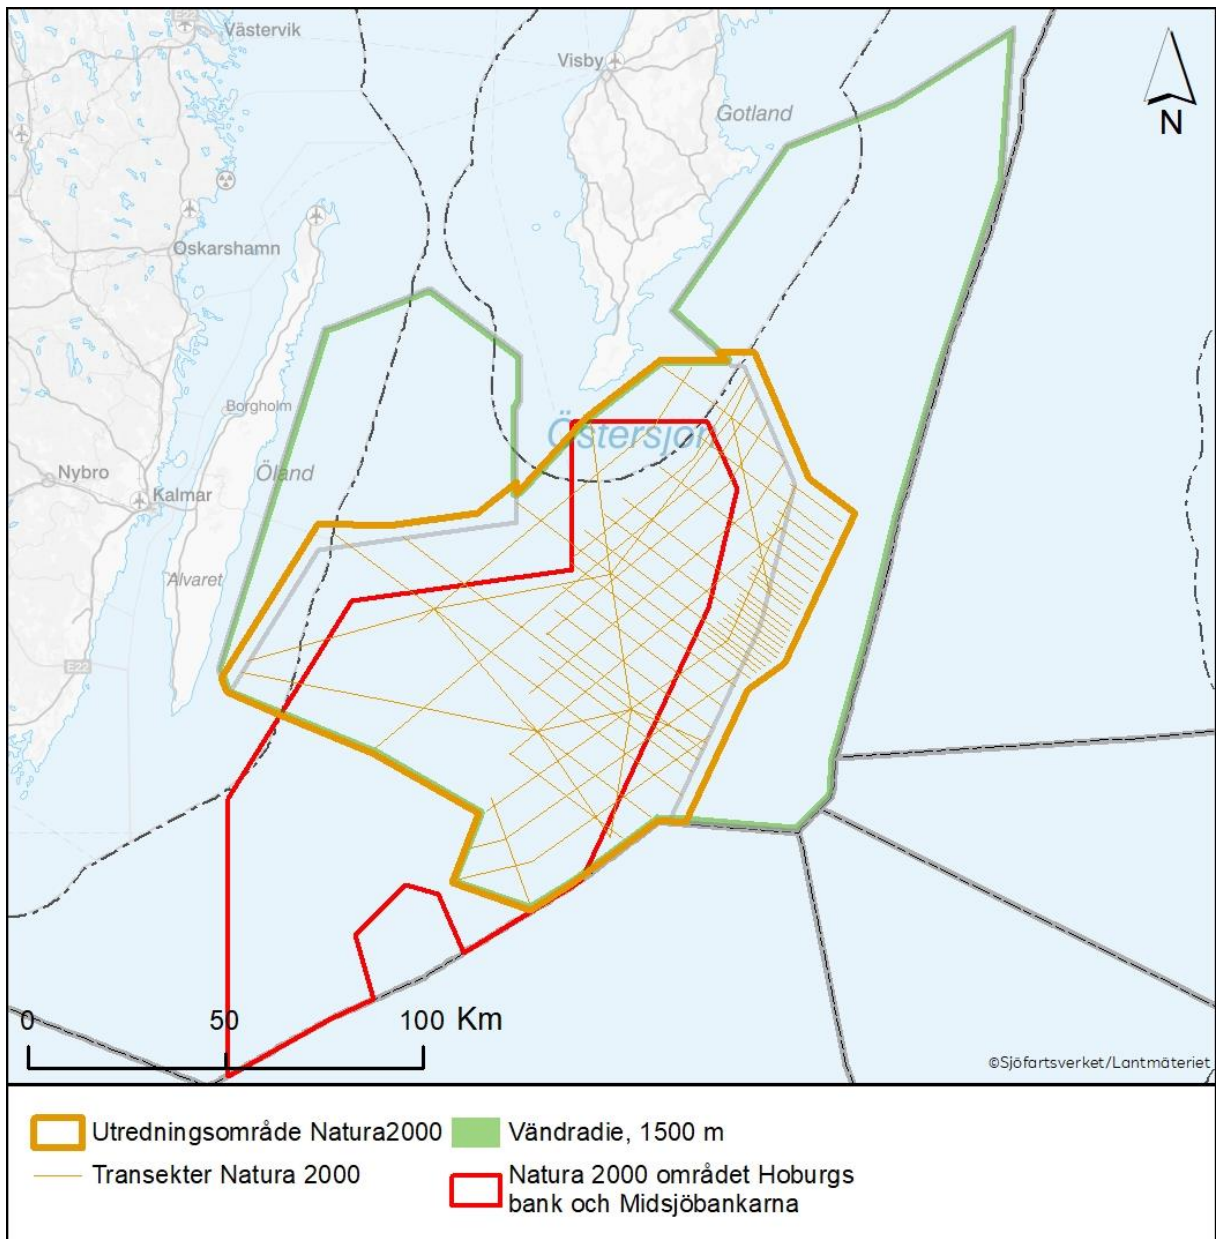 E22
Västervik
Visby
Gotland
N
Oskarshamn
Borgholm
Östersjön
Nybro
Öland
Kalmar
Alvaret
E22
0 50 100 Km
©Sjöfartsverket/Lantmäteriet
Utredningsområde Natura2000
Vändradie, 1500 m
Transekter Natura 2000
Natura 2000 området Hoburgs
bank och Midsjöbankarna